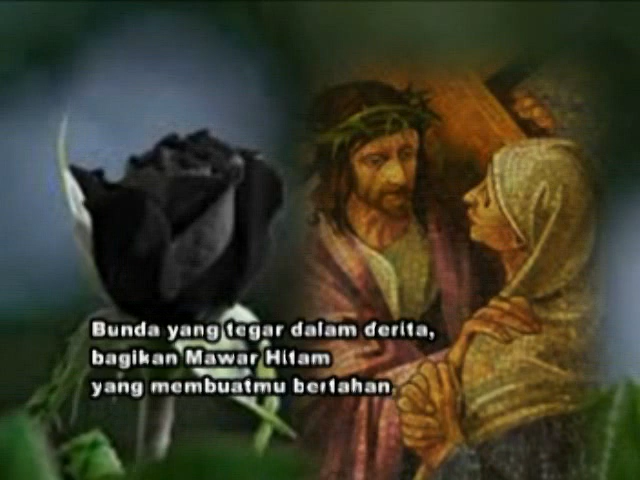 Bunda yang tegar dalam derita,
bagikan Mawar Hitam
yang membuatmu bertahan.